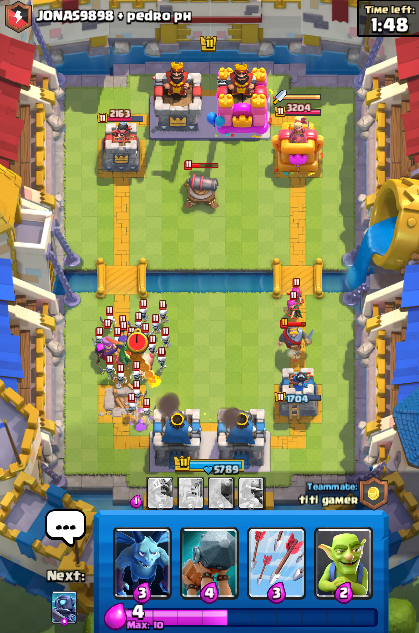 JONAS9898 + pedro ph
Time left:
1:48
2163
3204
1704
5789
Teammate:
titi gamer
...
Next:
3
4
3
2
4
Max: 10